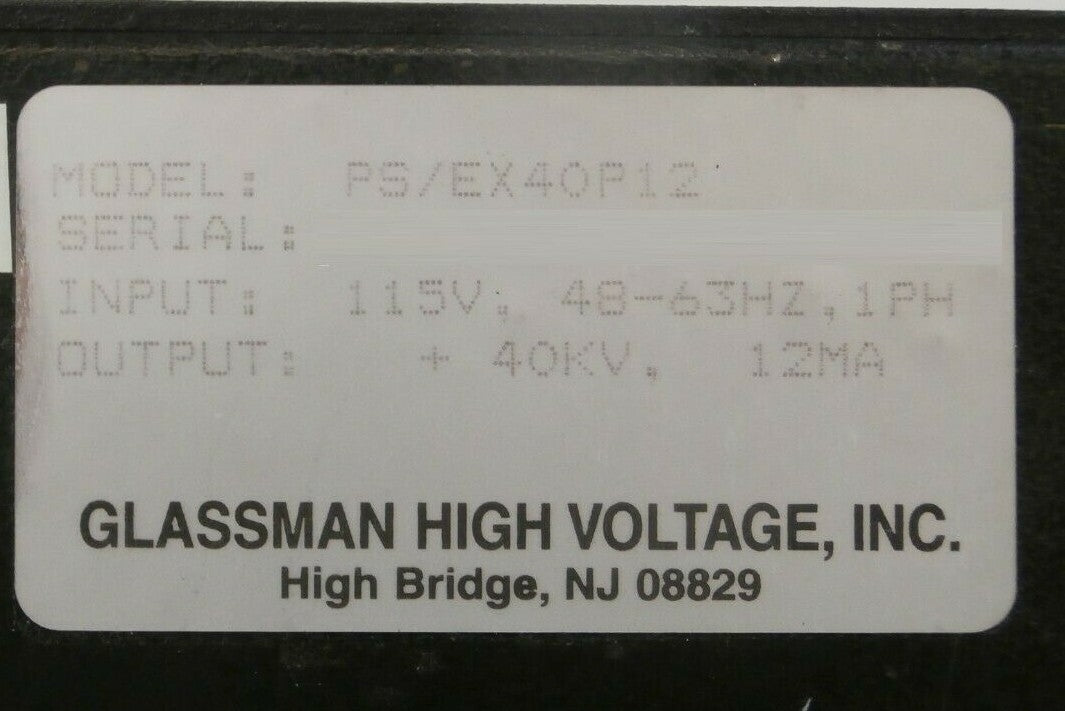 MODEL: PS/EX40P12
SERIAL:
INPUT: 115V, 48-63HZ,1PH
OUTPUT: + 40KV, 12MA
GLASSMAN HIGH VOLTAGE, INC.
High Bridge, NJ 08829